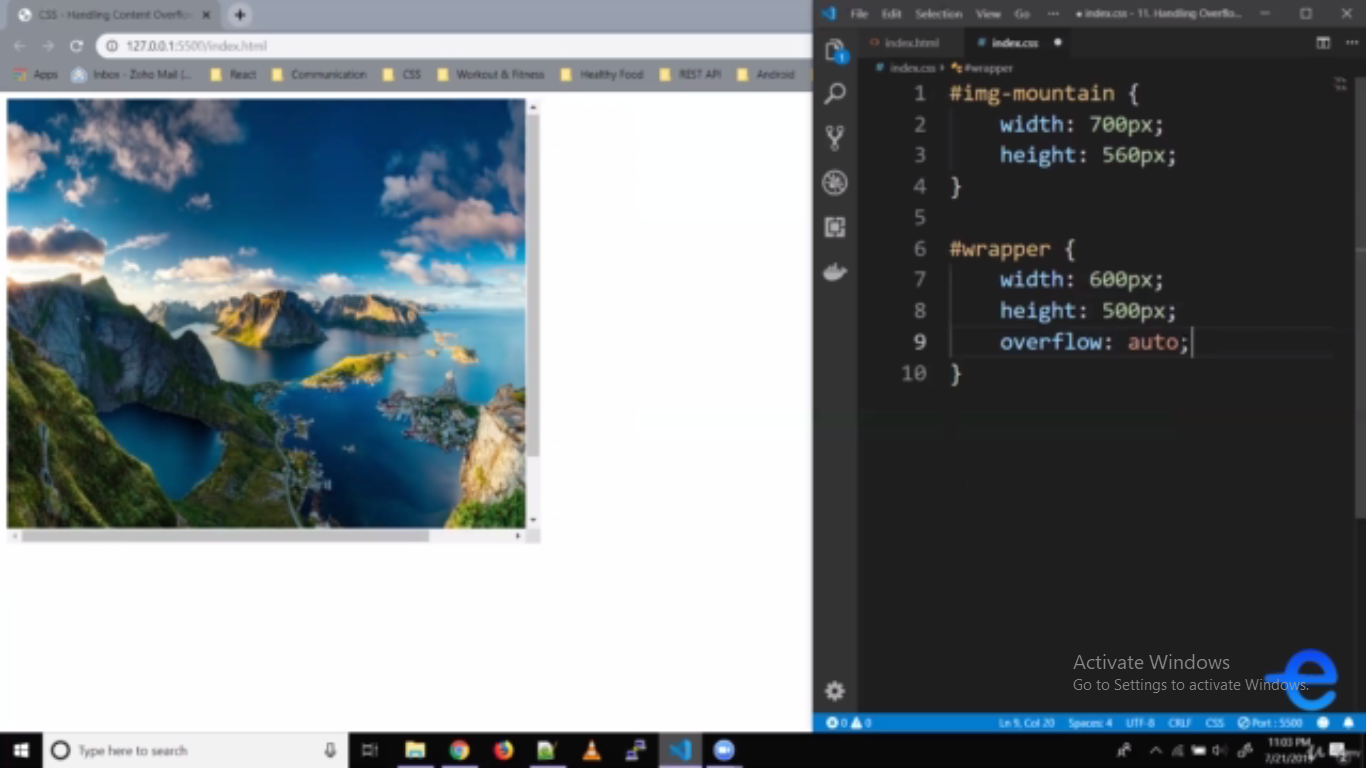 CSS - Handling Content Overflo
127.0.0.1:5500/index.html
Apps Inbox - Zoho Mail (... React Communication CSS Workout & Fitness Healthy Food REST API Android
File Edit Selection View Go ··· ● index.css - 11. Handling Overflo...
index.html # index.css ●
# index.css > #wrapper
1 #img-mountain {
2 width: 700px;
3 height: 560px;
4 }
5
6 #wrapper {
7 width: 600px;
8 height: 500px;
9 overflow: auto;
10 }
1
Activate Windows
Go to Settings to activate Windows.
0 0 Ln 9, Col 20 Spaces: 4 UTF-8 CRLF CSS Port : 5500
Type here to search
11:03 PM